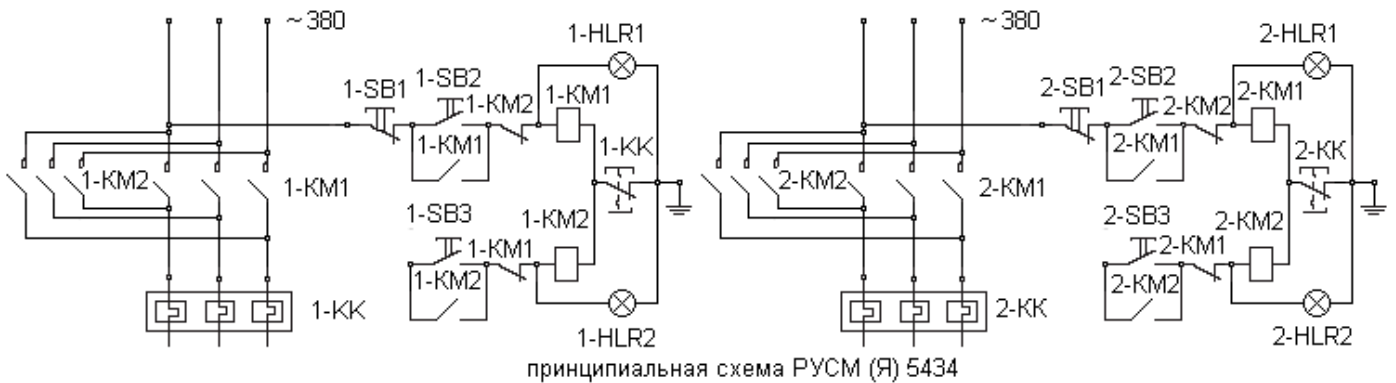 ~380
1-HLR1
1-SB1
1-SB2
1-KM2
1-KM1
1-KM1
1-KK
1-KM2
1-KM1
1-SB3
1-KM1
1-KM2
1-KM2
1-KK
1-HLR2
~380
2-HLR1
2-SB1
2-SB2
2-KM2
2-KM1
2-KM1
2-KK
2-KM2
2-KM1
2-SB3
2-KM1
2-KM2
2-KM2
2-KK
2-HLR2
принципиальная схема РУСМ (Я) 5434